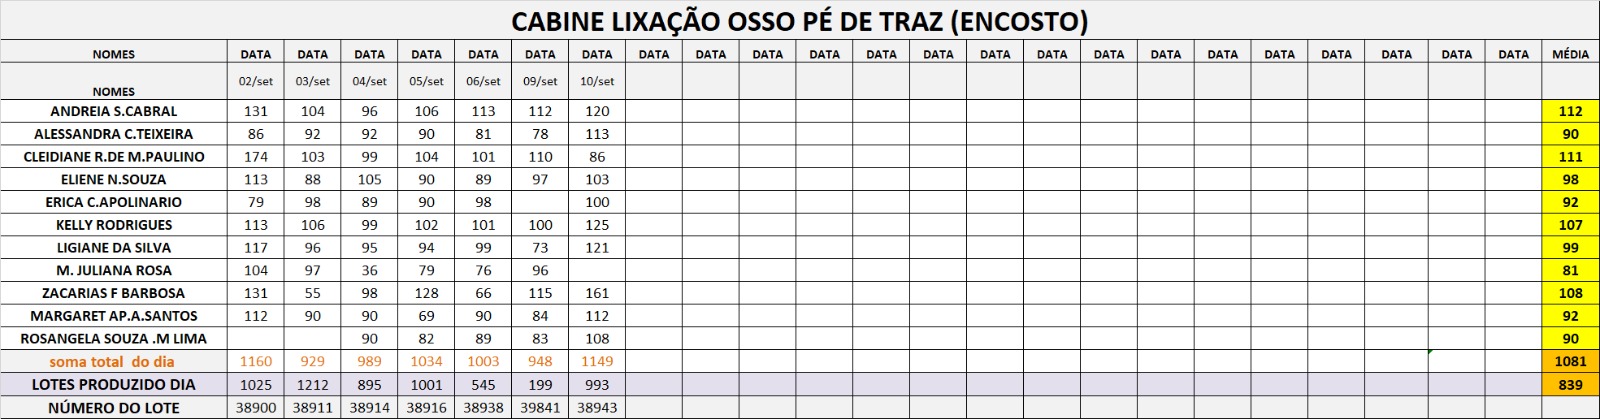 CABINE LIXAÇÃO OSSO PÉ DE TRAZ (ENCOSTO)
NOMES DATA DATA DATA DATA DATA DATA DATA DATA DATA DATA DATA DATA DATA DATA DATA DATA DATA DATA DATA DATA DATA DATA DATA MÉDIA
NOMES 02/set 03/set 04/set 05/set 06/set 09/set 10/set
ANDREIA S.CABRAL 131 104 96 106 113 112 120 112
ALESSANDRA C.TEIXEIRA 86 92 92 90 81 78 113 90
CLEIDIANE R.DE M.PAULINO 174 103 99 104 101 110 86 111
ELIENE N.SOUZA 113 88 105 90 89 97 103 98
ERICA C.APOLINARIO 79 98 89 90 98 100 92
KELLY RODRIGUES 113 106 99 102 101 100 125 107
LIGIANE DA SILVA 117 96 95 94 99 73 121 99
M. JULIANA ROSA 104 97 36 79 76 96 81
ZACARIAS F BARBOSA 131 55 98 128 66 115 161 108
MARGARET AP.A.SANTOS 112 90 90 69 90 84 112 92
ROSANGELA SOUZA .M LIMA 90 82 89 83 108 90
soma total do dia 1160 929 989 1034 1003 948 1149 1081
LOTES PRODUZIDO DIA 1025 1212 895 1001 545 199 993 839
NÚMERO DO LOTE 38900 38911 38914 38916 38938 39841 38943